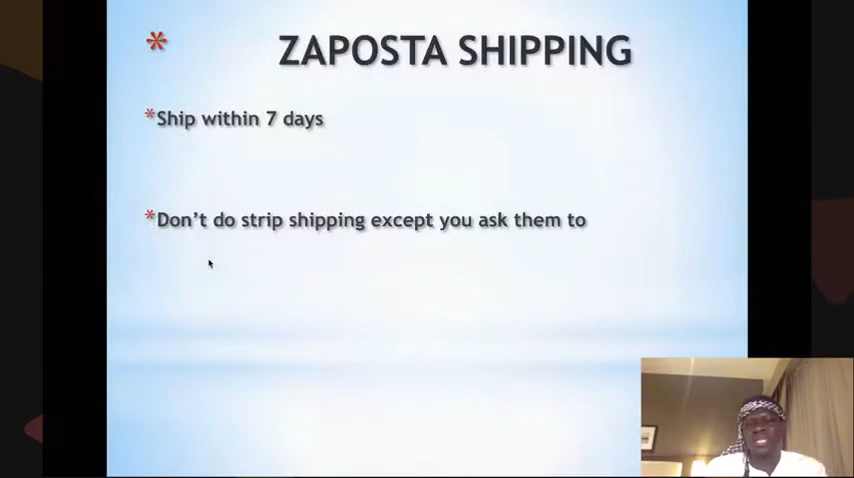 * ZAPOSTA SHIPPING
*Ship within 7 days
*Don't do strip shipping except you ask them to